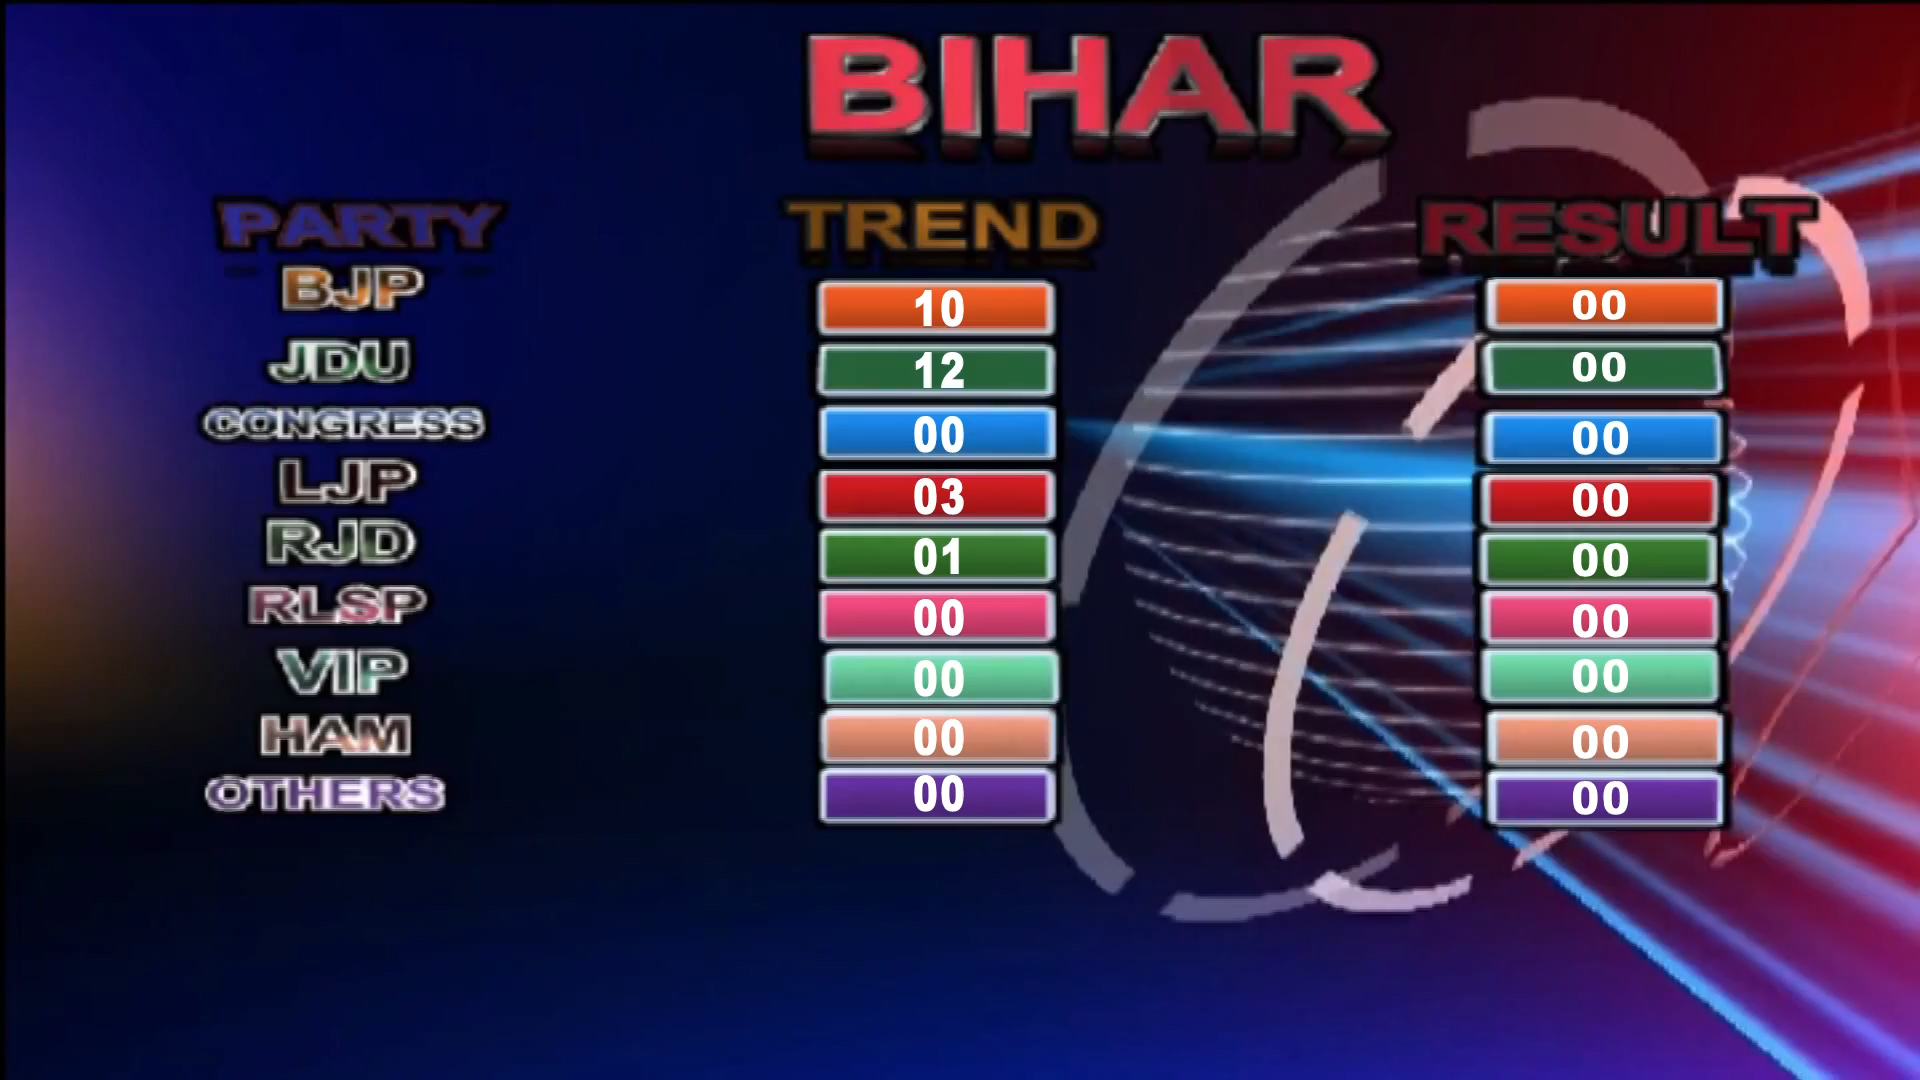 BIHAR
PARTY TREND RESULT
BJP 10 00
JDU 12 00
CONGRESS 00 00
LJP 03 00
RJD 01 00
RLSP 00 00
VIP 00 00
HAM 00 00
OTHERS 00 00